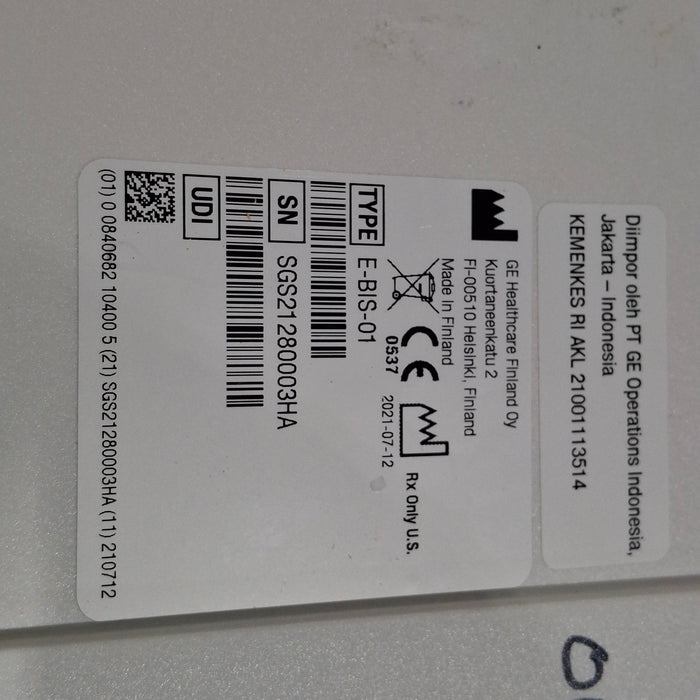 Diimpor oleh PT GE Operations Indonesia,
Jakarta – Indonesia
KEMENKES RI AKL 21001113514
GE Healthcare Finland Oy
Kuortaneenkatu 2
FI-00510 Helsinki, Finland
Made In Finland
CE
0537
2021-07-12
Rx Only U.S.
TYPE E-BIS-01
SN SGS21280003HA
UDI
(01) 0 0840682 10400 5 (21) SGS21280003HA (11) 210712